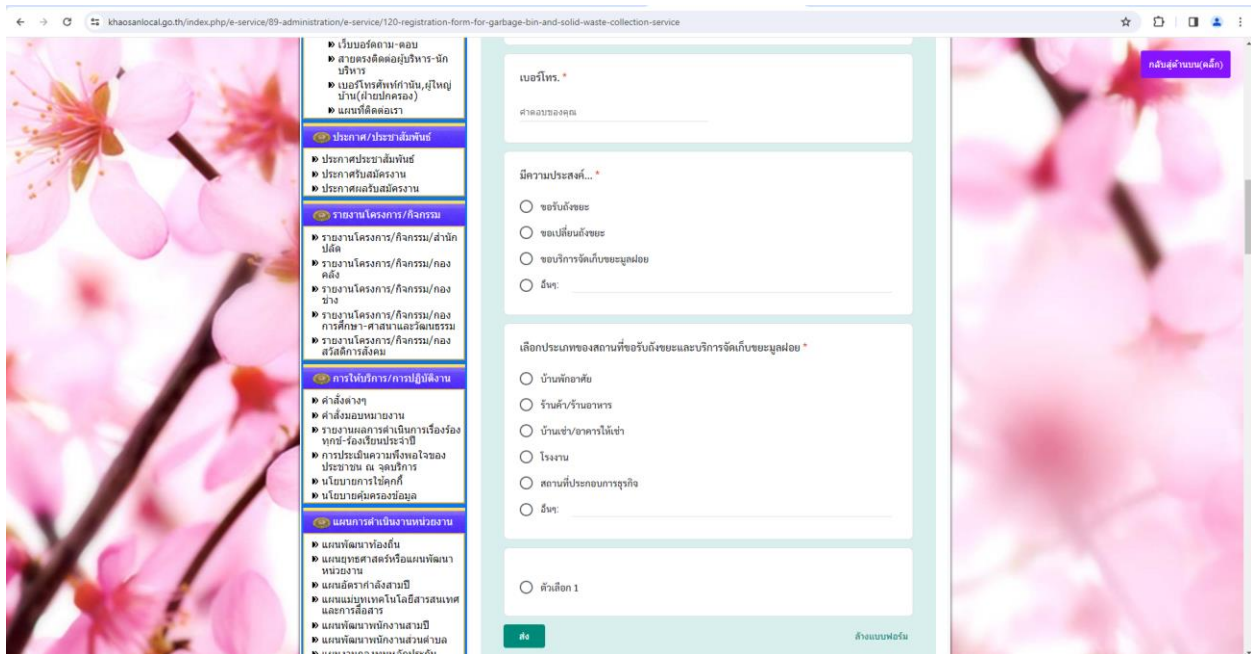 khaosanlocal.go.th/index.php/e-service/89-administration/e-service/120-registration-form-for-garbage-bin-and-solid-waste-collection-service
กลับสู่ด้านบน(คลิ๊ก)
เว็บบอร์ดถาม-ตอบ
สายตรงติดต่อผู้บริหาร-นัก
บริหาร
เบอร์โทรศัพท์กำนัน,ผู้ใหญ่
บ้าน(ฝ่ายปกครอง)
แผนที่ติดต่อเรา
ประกาศ/ประชาสัมพันธ์
ประกาศประชาสัมพันธ์
ประกาศรับสมัครงาน
ประกาศผลรับสมัครงาน
รายงานโครงการ/กิจกรรม
รายงานโครงการ/กิจกรรม/สำนัก
ปลัด
รายงานโครงการ/กิจกรรม/กอง
คลัง
รายงานโครงการ/กิจกรรม/กอง
ช่าง
รายงานโครงการ/กิจกรรม/กอง
การศึกษา-ศาสนาและวัฒนธรรม
รายงานโครงการ/กิจกรรม/กอง
สวัสดิการสังคม
การให้บริการ/การปฏิบัติงาน
คำสั่งต่างๆ
คำสั่งมอบหมายงาน
รายงานผลการดำเนินการเรื่องร้อง
ทุกข์-ร้องเรียนประจำปี
การประเมินความพึงพอใจของ
ประชาชน ณ จุดบริการ
นโยบายการใช้คุกกี้
นโยบายคุ้มครองข้อมูล
แผนการดำเนินงานหน่วยงาน
แผนพัฒนาท้องถิ่น
แผนยุทธศาสตร์หรือแผนพัฒนา
หน่วยงาน
แผนอัตรากำลังสามปี
แผนแม่บทเทคโนโลยีสารสนเทศ
และการสื่อสาร
แผนพัฒนาพนักงานสามปี
แผนพัฒนาพนักงานส่วนตำบล
เบอร์โทร. *
คำตอบของคุณ
มีความประสงค์... *
ขอรับถังขยะ
ขอเปลี่ยนถังขยะ
ขอบริการจัดเก็บขยะมูลฝอย
อื่นๆ:
เลือกประเภทของสถานที่ขอรับถังขยะและบริการจัดเก็บขยะมูลฝอย *
บ้านพักอาศัย
ร้านค้า/ร้านอาหาร
บ้านเช่า/อาคารให้เช่า
โรงงาน
สถานที่ประกอบการธุรกิจ
อื่นๆ:
ตัวเลือก 1
ส่ง
ล้างแบบฟอร์ม